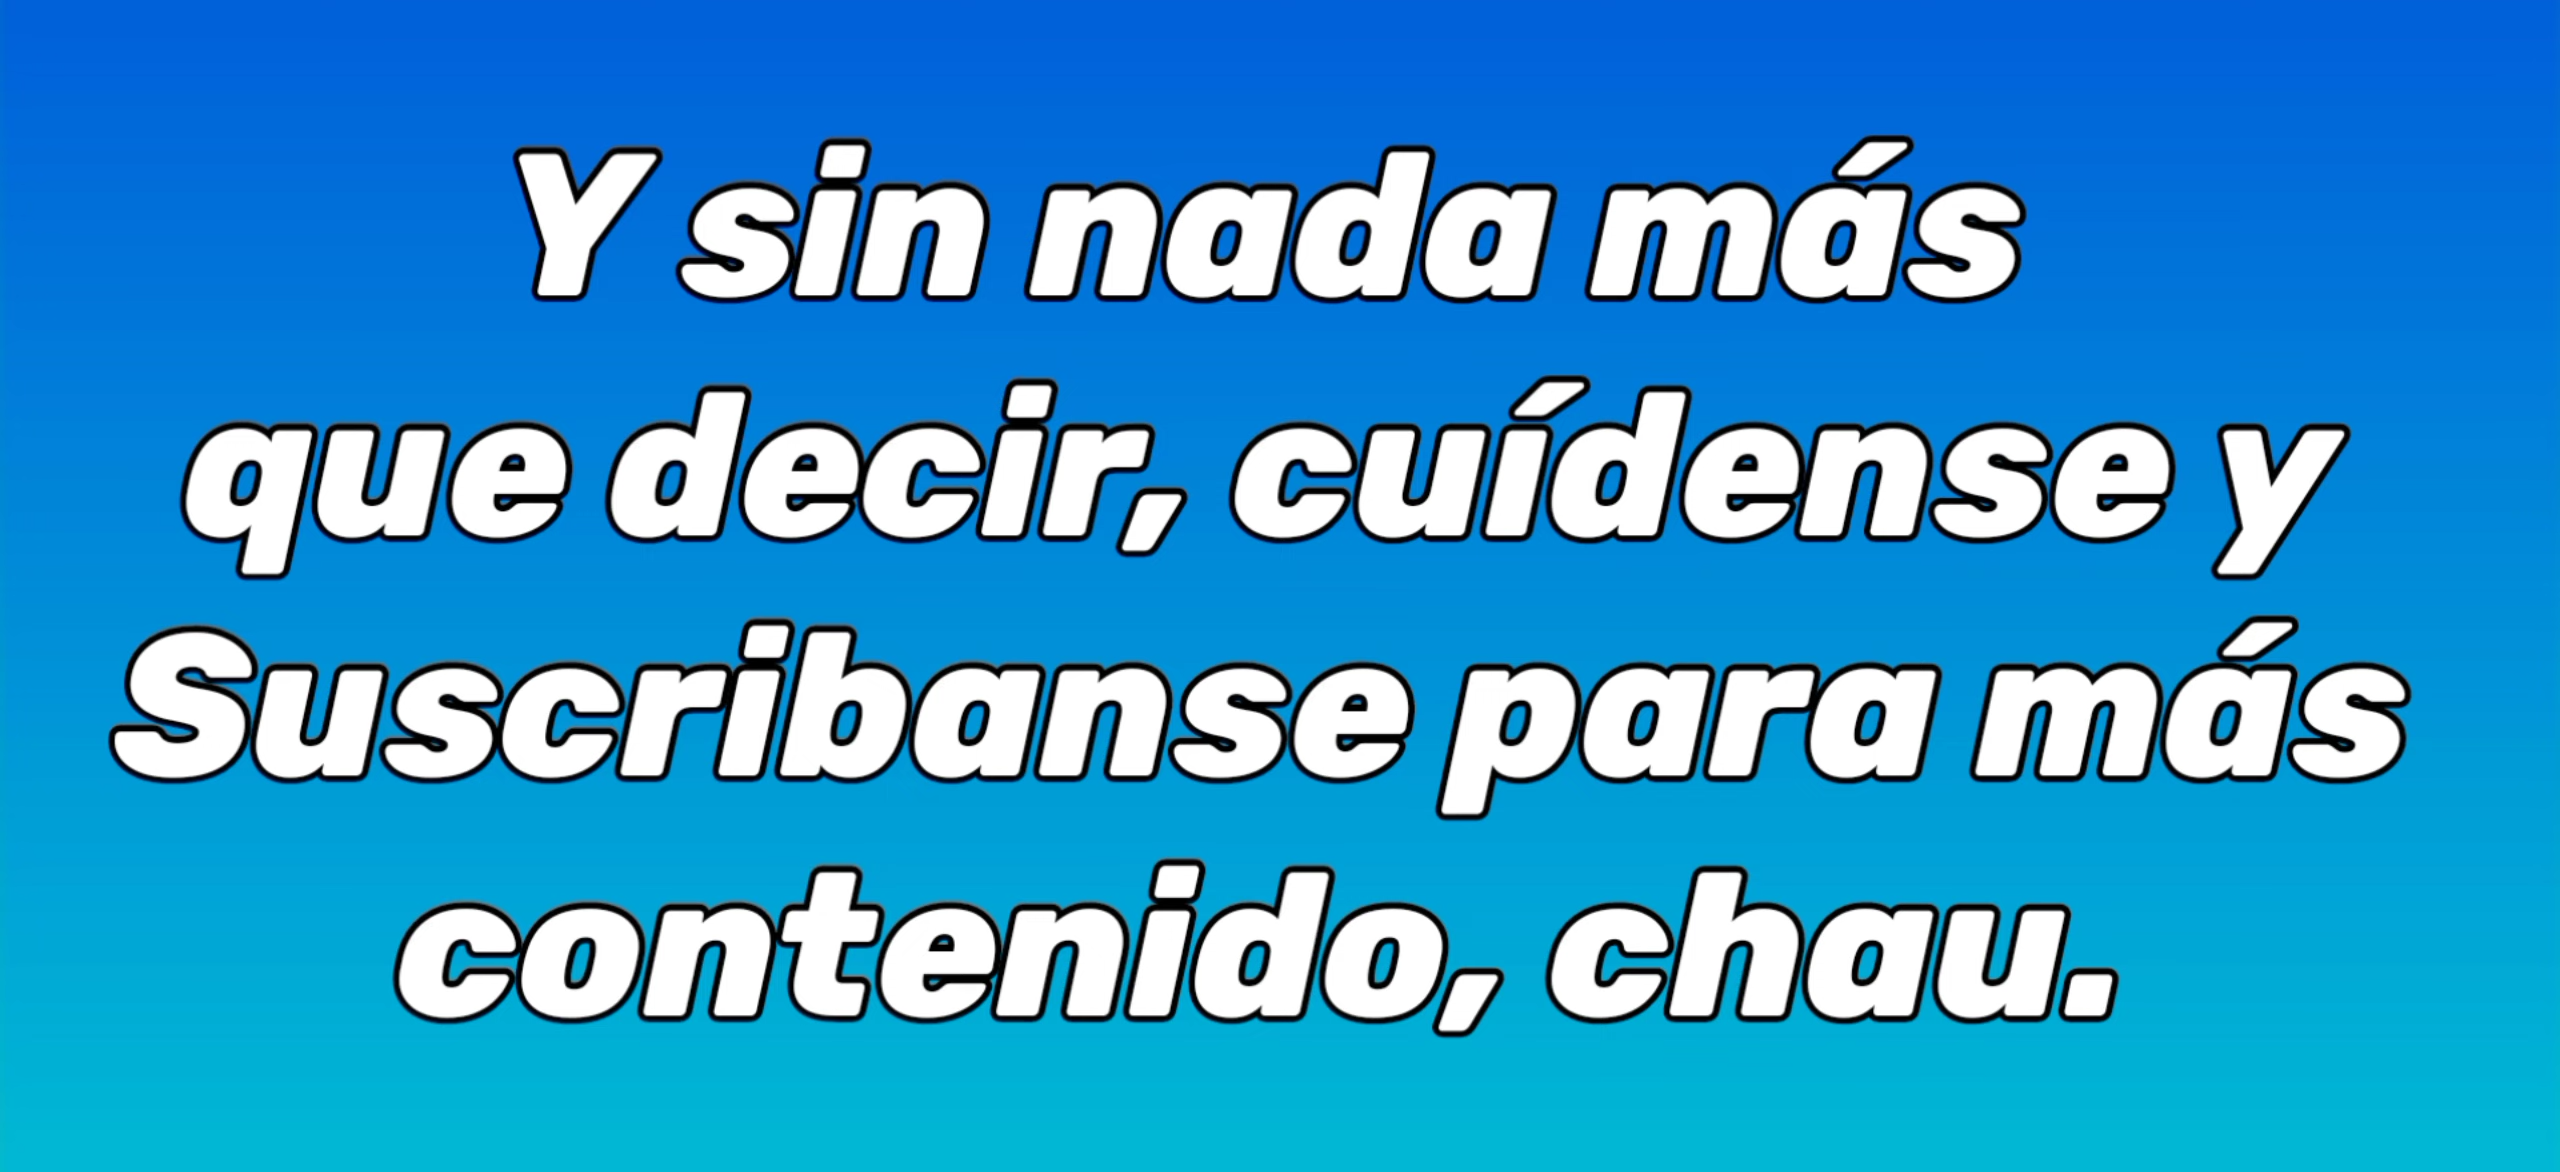 Y sin nada más
que decir, cuídense y
Suscribanse para más
contenido, chau.